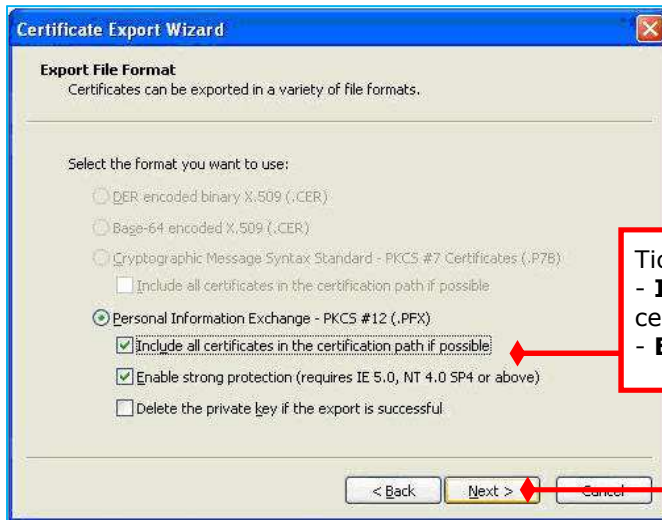 Certificate Export Wizard
Export File Format
Certificates can be exported in a variety of file formats.
Select the format you want to use:
DER encoded binary X.509 (.CER)
Base-64 encoded X.509 (.CER)
Cryptographic Message Syntax Standard - PKCS #7 Certificates (.P7B)
Include all certificates in the certification path if possible
Personal Information Exchange - PKCS #12 (.PFX)
Include all certificates in the certification path if possible
Enable strong protection (requires IE 5.0, NT 4.0 SP4 or above)
Delete the private key if the export is successful
< Back Next > Cancel